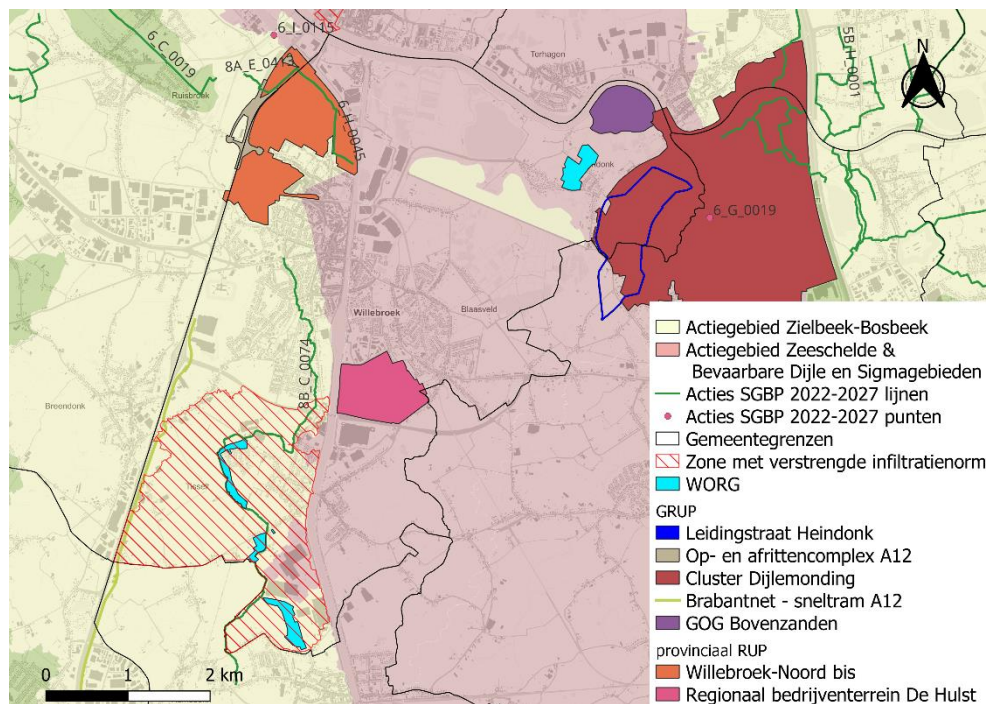 6_I_0115
N
6_C_0019
8A_E_0413
Terhagen
5B_H_0001
Ruisbroek
6_H_0045
6_G_0019
Willebroek
Blaasveld
8B_C_0074
Breendonk
Tisselt
Actiegebied Zielbeek-Bosbeek
Actiegebied Zeeschelde &
Bevaarbare Dijle en Sigmagebieden
Acties SGBP 2022-2027 lijnen
Acties SGBP 2022-2027 punten
Gemeentegrenzen
Zone met verstrengde infiltratienorm
WORG
GRUP
Leidingstraat Heindonk
Op- en afrittencomplex A12
Cluster Dijlemonding
Brabantnet - sneltram A12
GOG Bovenzanden
provinciaal RUP
Willebroek-Noord bis
Regionaal bedrijventerrein De Hulst
0 1 2 km